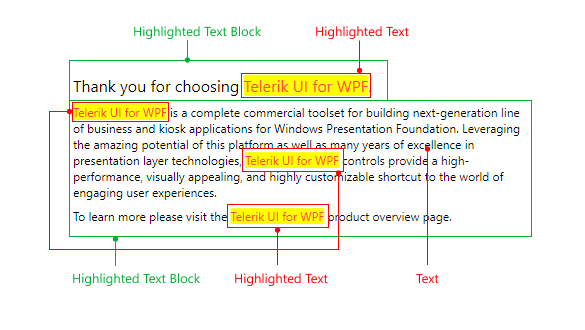 Highlighted Text Block
Highlighted Text
Thank you for choosing Telerik UI for WPF.
Telerik UI for WPF is a complete commercial toolset for building next-generation line
of business and kiosk applications for Windows Presentation Foundation. Leveraging
the amazing potential of this platform as well as many years of excellence in
presentation layer technologies, Telerik UI for WPF controls provide a high-
performance, visually appealing, and highly customizable shortcut to the world of
engaging user experiences.
To learn more please visit the Telerik UI for WPF product overview page.
Highlighted Text Block
Highlighted Text
Text